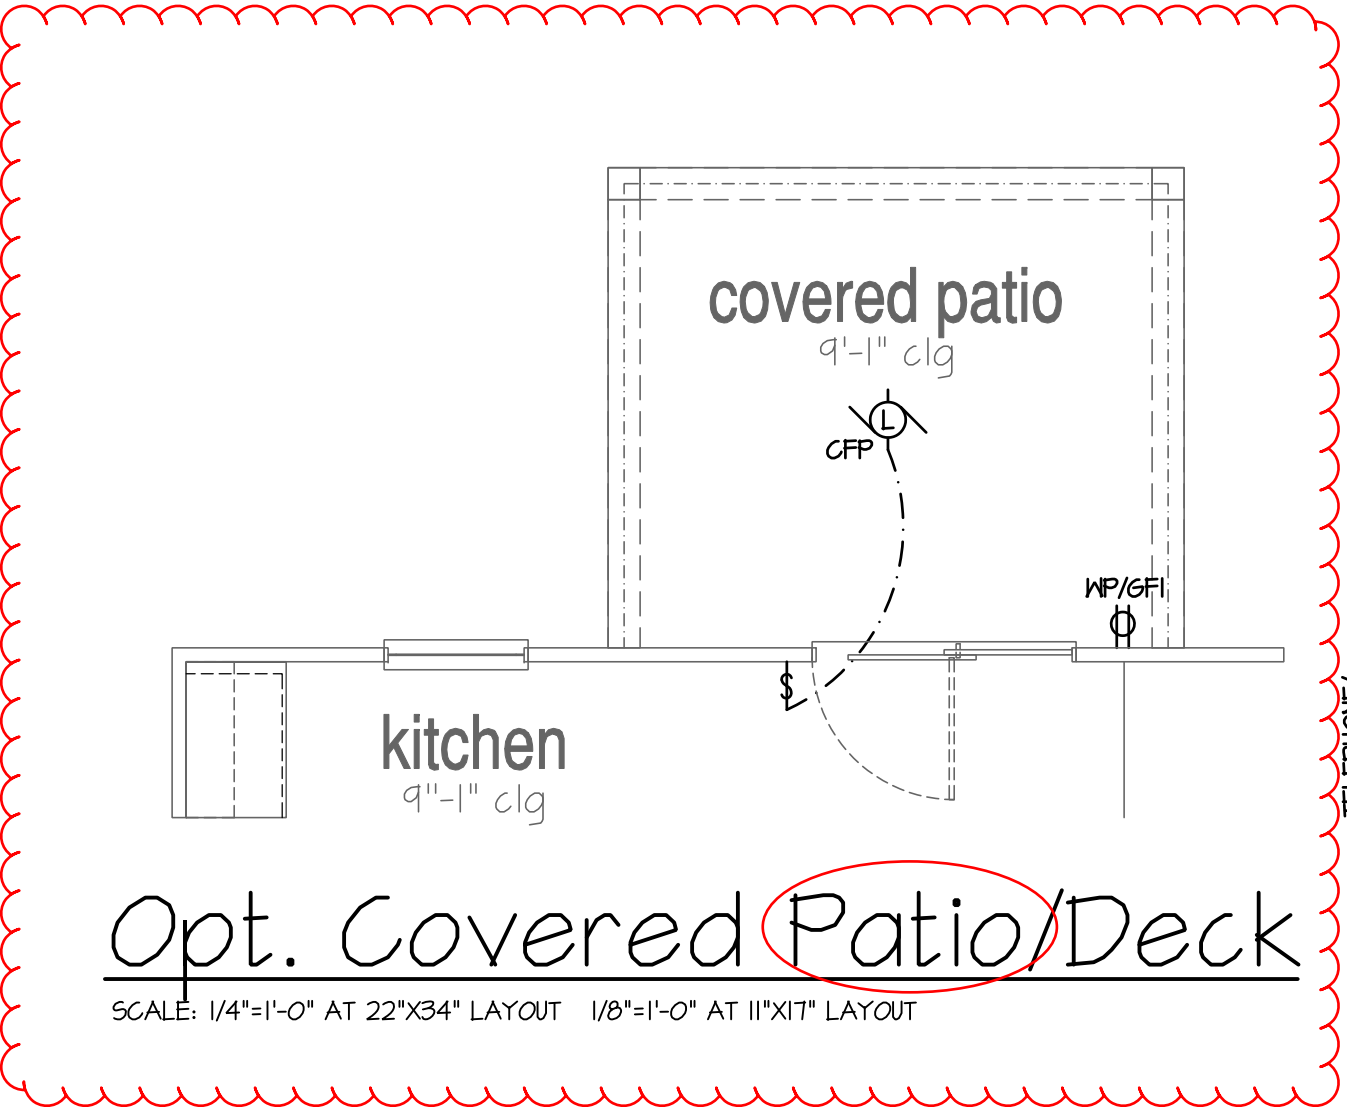 covered patio
9'-1" clg
L
CFP
WP/GFI
$
kitchen
9"-1" clg
Opt. Covered Patio/Deck
SCALE: 1/4"=1'-0" AT 22"X34" LAYOUT 1/8"=1'-0" AT 11"X17" LAYOUT